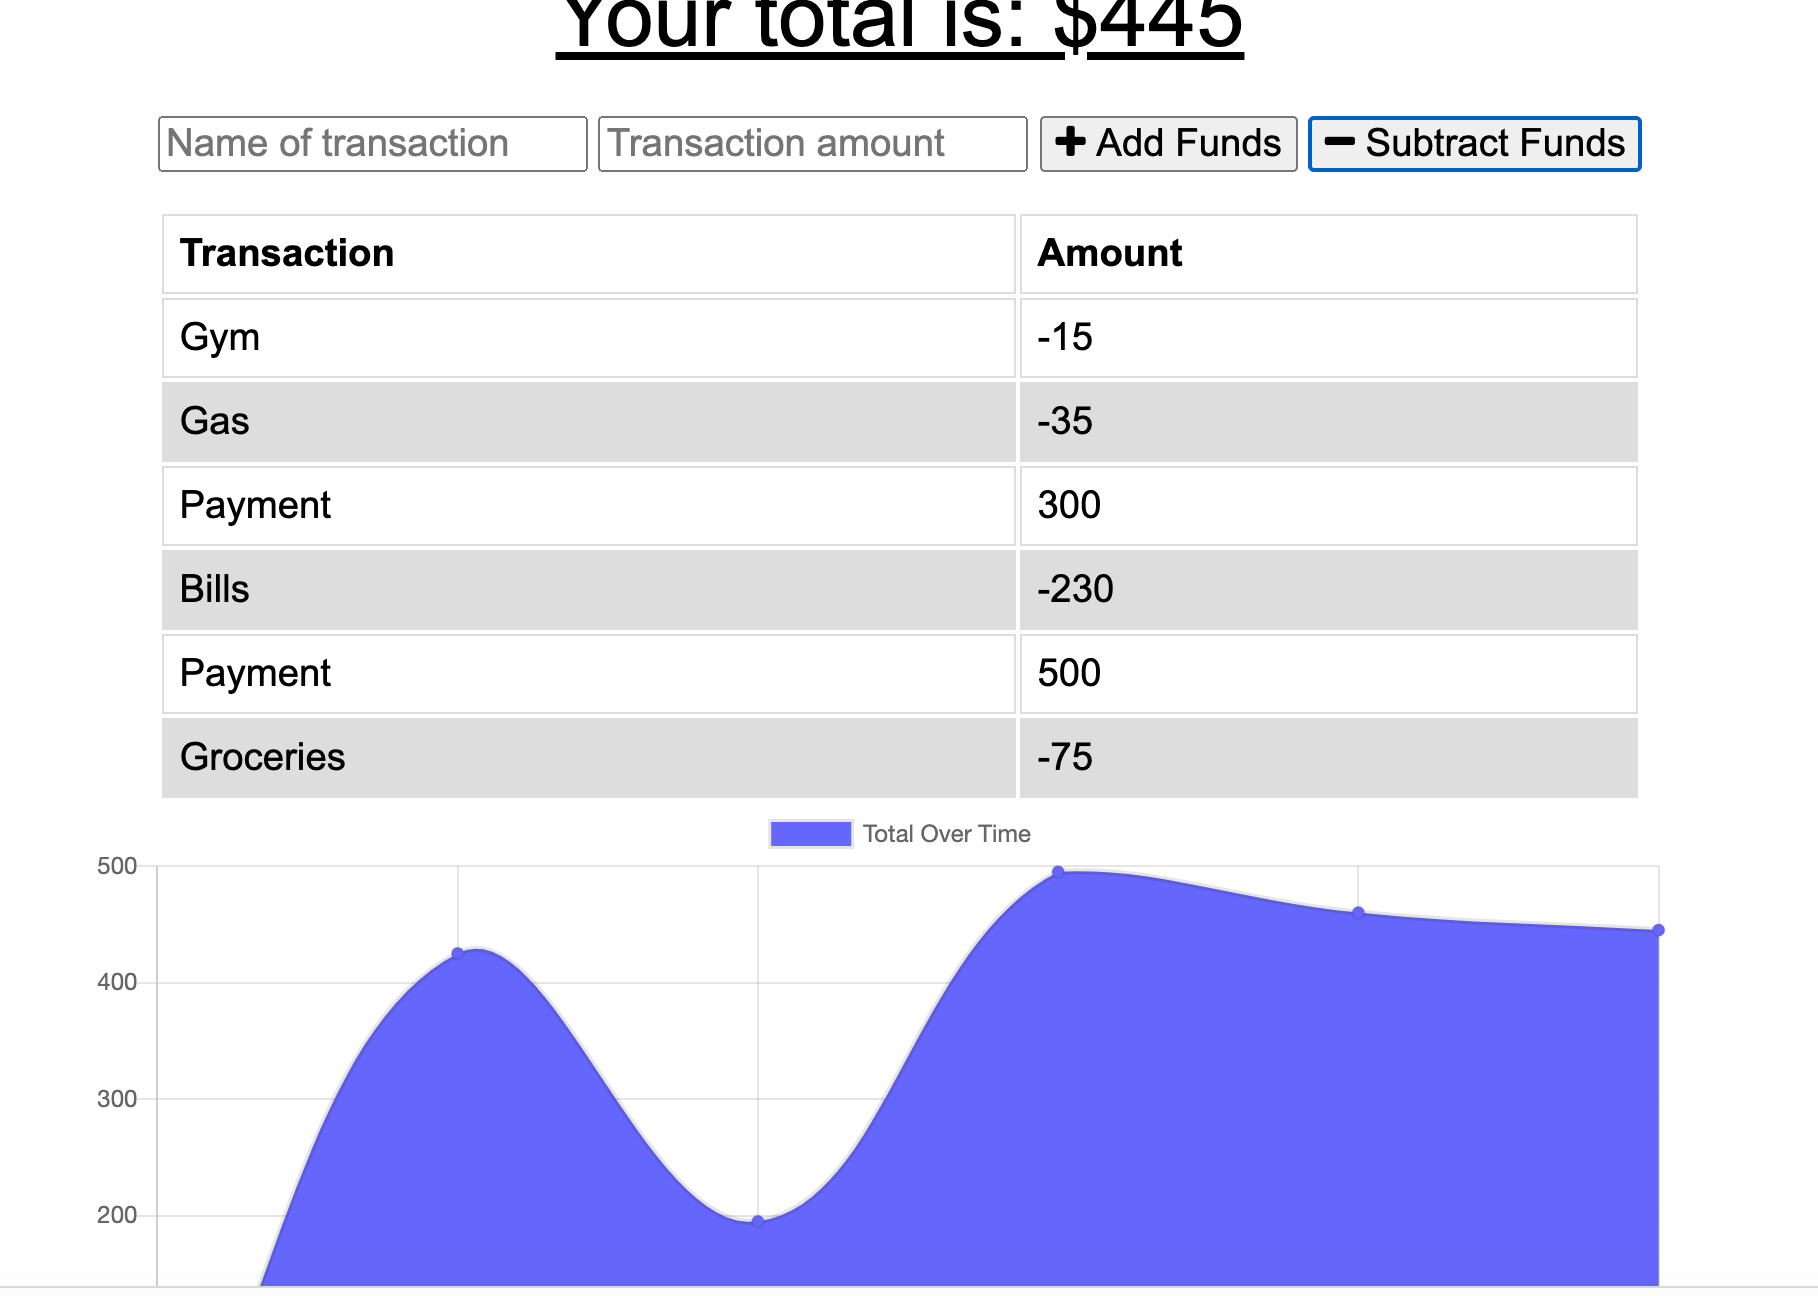 Your total is: $445
Name of transaction Transaction amount Add Funds Subtract Funds
Transaction Amount
Gym -15
Gas -35
Payment 300
Bills -230
Payment 500
Groceries -75
Total Over Time
500
400
300
200